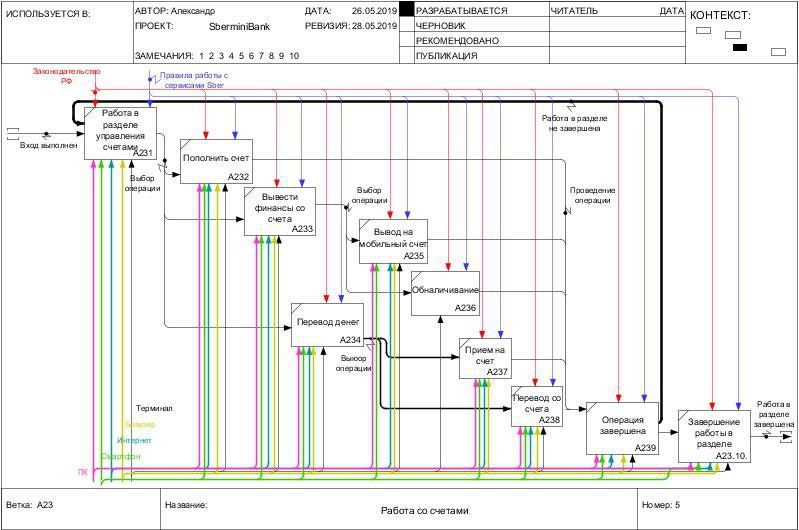 ИСПОЛЬЗУЕТСЯ В:
АВТОР: Александр
ДАТА: 26.05.2019
РАЗРАБАТЫВАЕТСЯ
ЧИТАТЕЛЬ
ДАТА
КОНТЕКСТ:
ПРОЕКТ: SberminiBank
РЕВИЗИЯ: 28.05.2019
ЧЕРНОВИК
РЕКОМЕНДОВАНО
ЗАМЕЧАНИЯ: 1 2 3 4 5 6 7 8 9 10
ПУБЛИКАЦИЯ
Законодательство
РФ
Правила работы с
сервисами Sber
Работа в
разделе
управления
счетами
A231
Вход выполнен
Работа в разделе
не завершена
Пополнить счет
A232
Выбор
операции
Вывести
финансы со
счета
A233
Выбор
операции
Проведение
операции
Вывод на
мобильный счет
A235
Обналичивание
A236
Перевод денег
A234
Выюор
операции
Прием на
счет
A237
Перевод со
счета
A238
Операция
завершена
A239
Завершение
работы в
разделе
A23.10.
Работа в
разделе
завершена
Терминал
Браузер
Интернет
Смартфон
ПК
Ветка: A23
Название:
Работа со счетами
Номер: 5